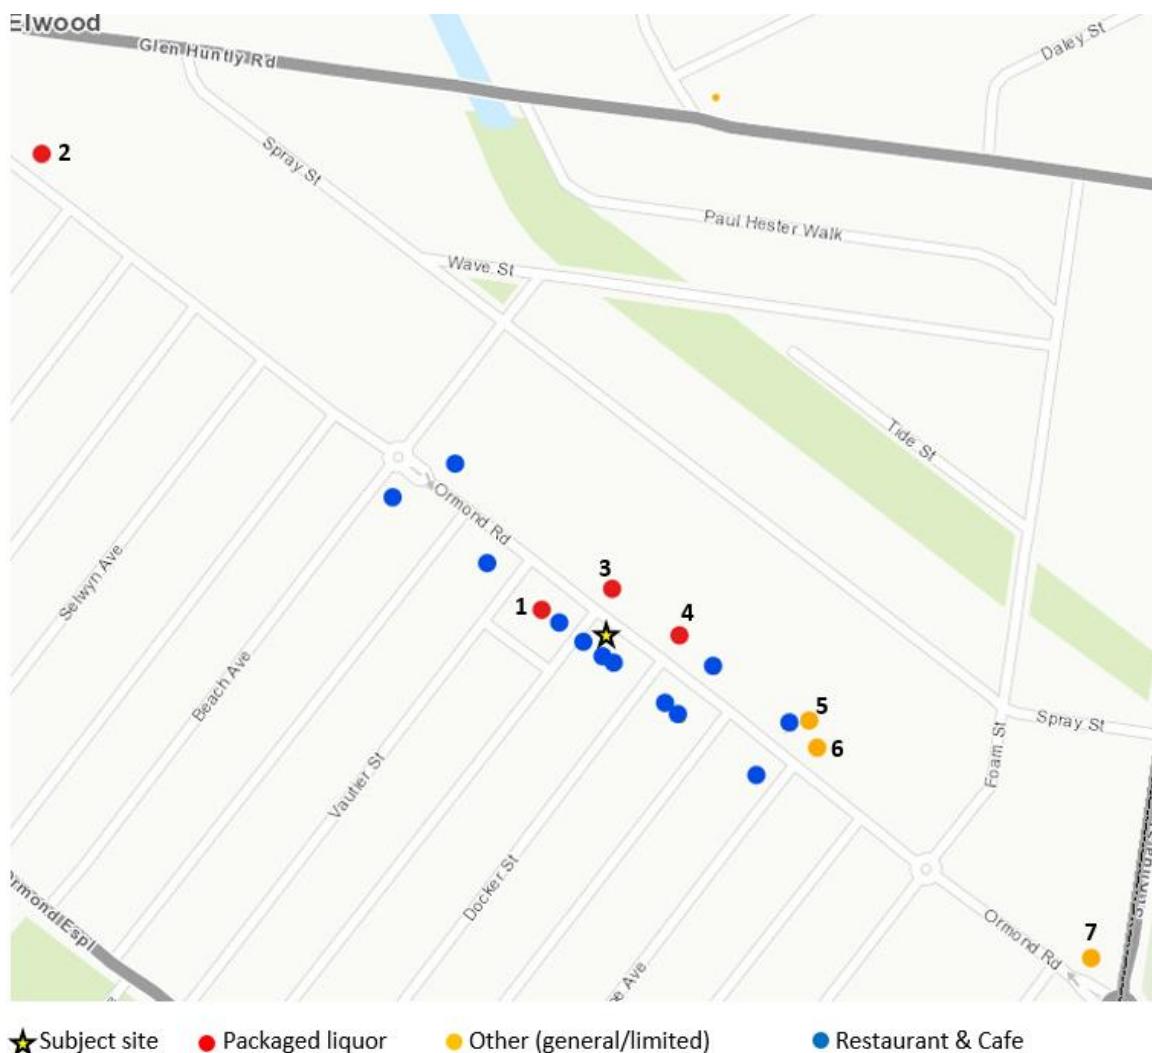 Elwood
Glen Huntly Rd
Daley St
2
Spray St
Paul Hester Walk
Wave St
Tide St
Ormond Rd
Selwyn Ave
3
1
4
Beach Ave
5
Spray St
6
Foam St
Vautier St
Docker St
Ormond Espl
Ormond Rd
7
Ave
Subject site
Packaged liquor
Other (general/limited)
Restaurant & Cafe